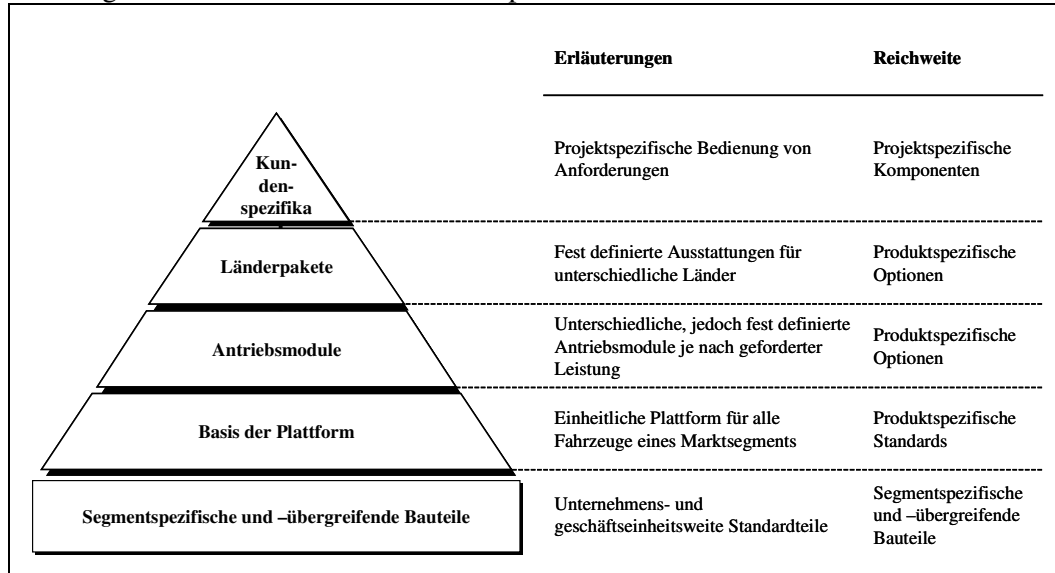 Erläuterungen Reichweite
Kun-
den-
spezifika
Projektspezifische Bedienung von
Anforderungen
Projektspezifische
Komponenten
Länderpakete
Fest definierte Ausstattungen für
unterschiedliche Länder
Produktspezifische
Optionen
Antriebsmodule
Unterschiedliche, jedoch fest definierte
Antriebsmodule je nach geforderter
Leistung
Produktspezifische
Optionen
Basis der Plattform
Einheitliche Plattform für alle
Fahrzeuge eines Marktsegments
Produktspezifische
Standards
Segmentspezifische und –übergreifende Bauteile
Unternehmens- und
geschäftseinheitsweite Standardteile
Segmentspezifische
und –übergreifende
Bauteile